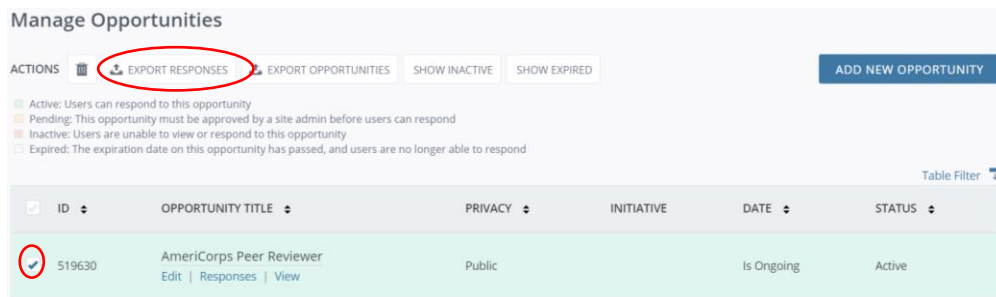 Manage Opportunities
ACTIONS EXPORT RESPONSES EXPORT OPPORTUNITIES SHOW INACTIVE SHOW EXPIRED ADD NEW OPPORTUNITY
Active: Users can respond to this opportunity
Pending: This opportunity must be approved by a site admin before users can respond
Inactive: Users are unable to view or respond to this opportunity
Expired: The expiration date on this opportunity has passed, and users are no longer able to respond
Table Filter
ID OPPORTUNITY TITLE PRIVACY INITIATIVE DATE STATUS
519630 AmeriCorps Peer Reviewer Public Is Ongoing Active
Edit | Responses | View